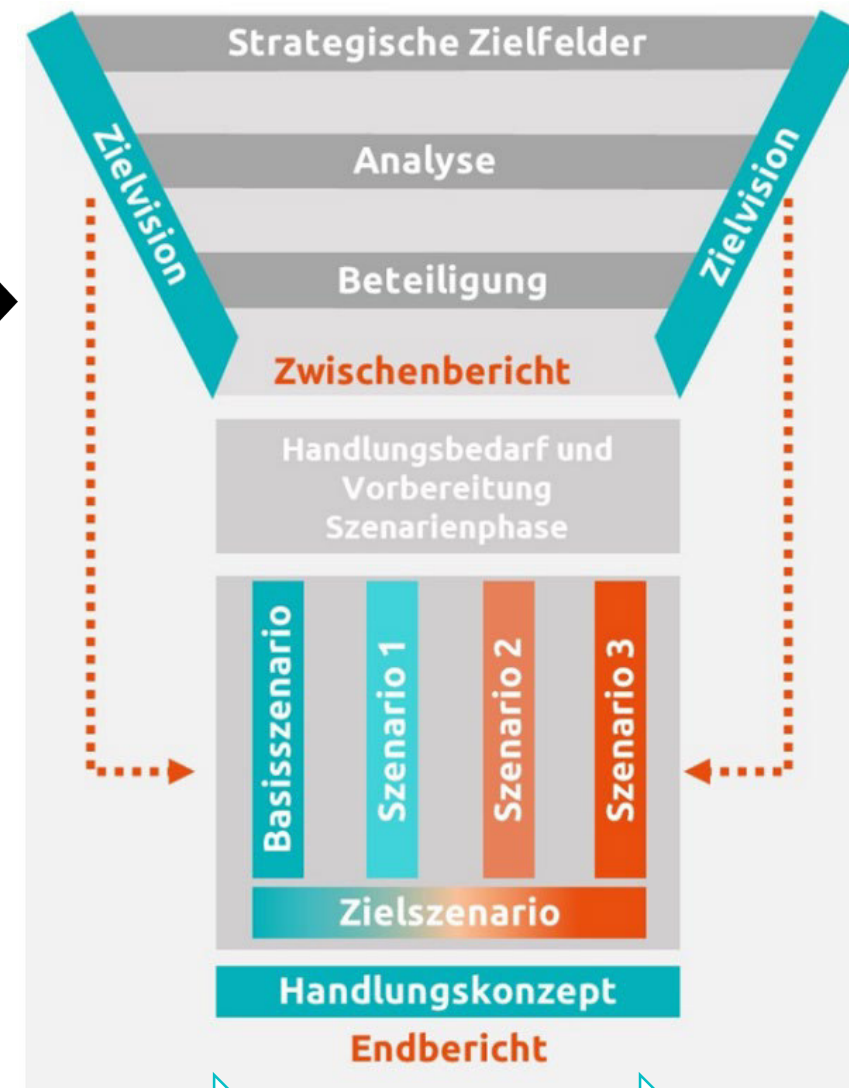 Strategische Zielfelder
Zielvision
Zielvision
Analyse
Beteiligung
Zwischenbericht
Handlungsbedarf und
Vorbereitung
Szenarienphase
Basisszenario
Szenario 1
Szenario 2
Szenario 3
Zielszenario
Handlungskonzept
Endbericht